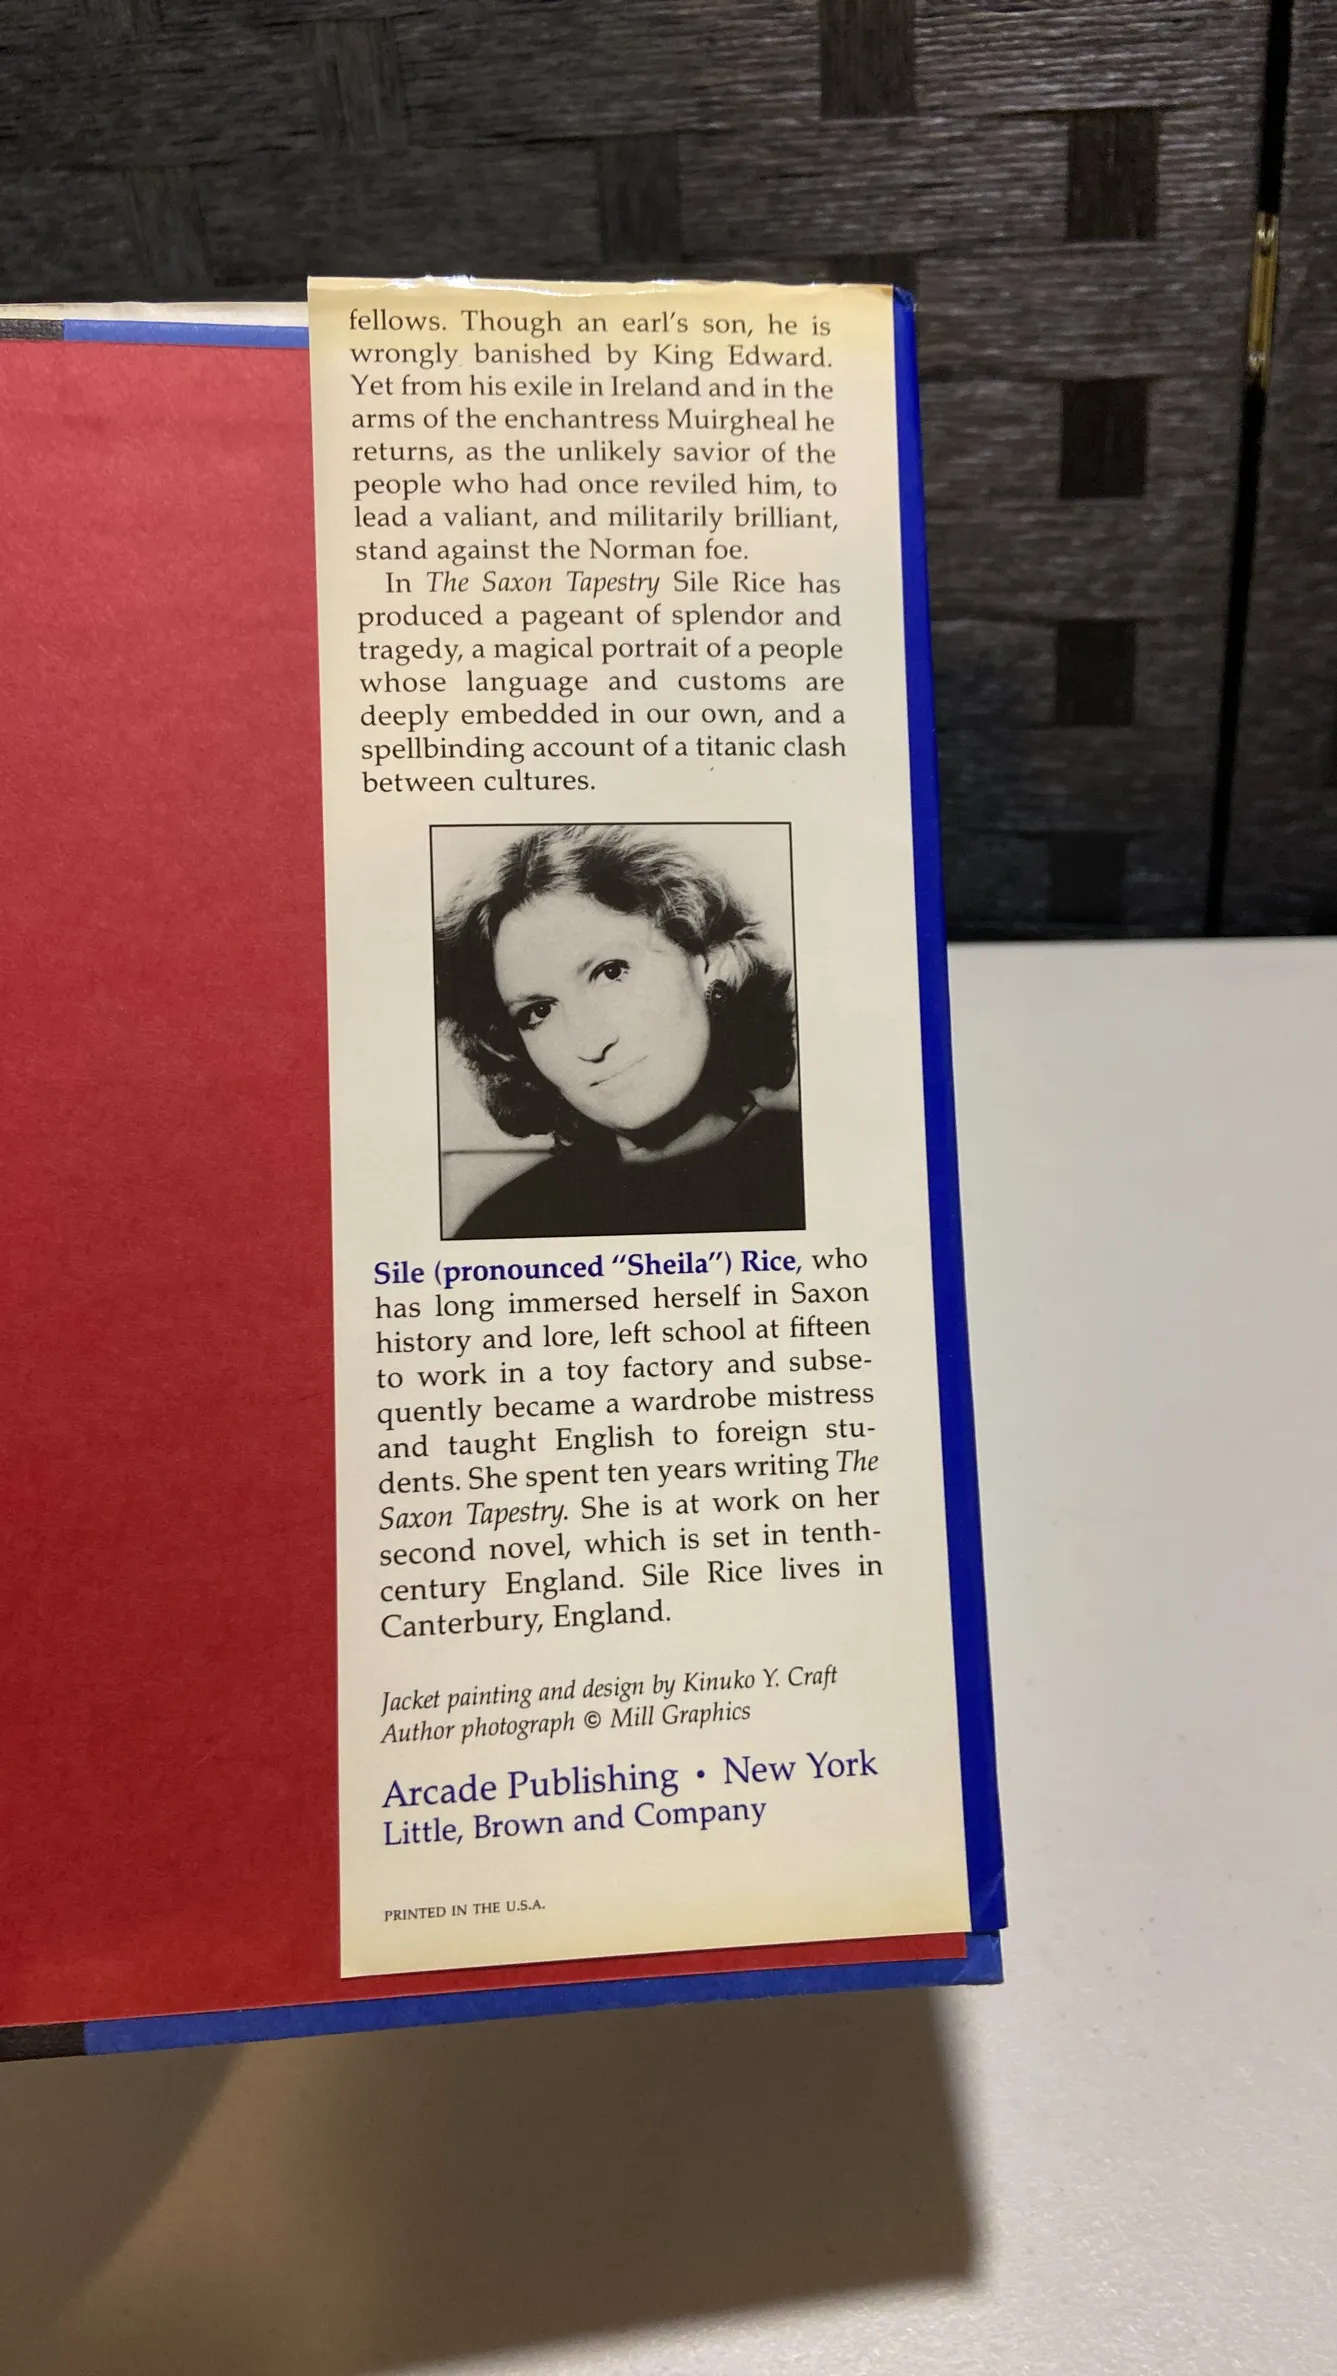 fellows. Though an earl's son, he is
wrongly banished by King Edward.
Yet from his exile in Ireland and in the
arms of the enchantress Muirgheal he
returns, as the unlikely savior of the
people who had once reviled him, to
lead a valiant, and militarily brilliant,
stand against the Norman foe.
In The Saxon Tapestry Sile Rice has
produced a pageant of splendor and
tragedy, a magical portrait of a people
whose language and customs are
deeply embedded in our own, and a
spellbinding account of a titanic clash
between cultures.
Sile (pronounced “Sheila”) Rice, who
has long immersed herself in Saxon
history and lore, left school at fifteen
to work in a toy factory and subse-
quently became a wardrobe mistress
and taught English to foreign stu-
dents. She spent ten years writing The
Saxon Tapestry. She is at work on her
second novel, which is set in tenth-
century England. Sile Rice lives in
Canterbury, England.
Jacket painting and design by Kinuko Y. Craft
Author photograph © Mill Graphics
Arcade Publishing • New York
Little, Brown and Company
PRINTED IN THE U.S.A.